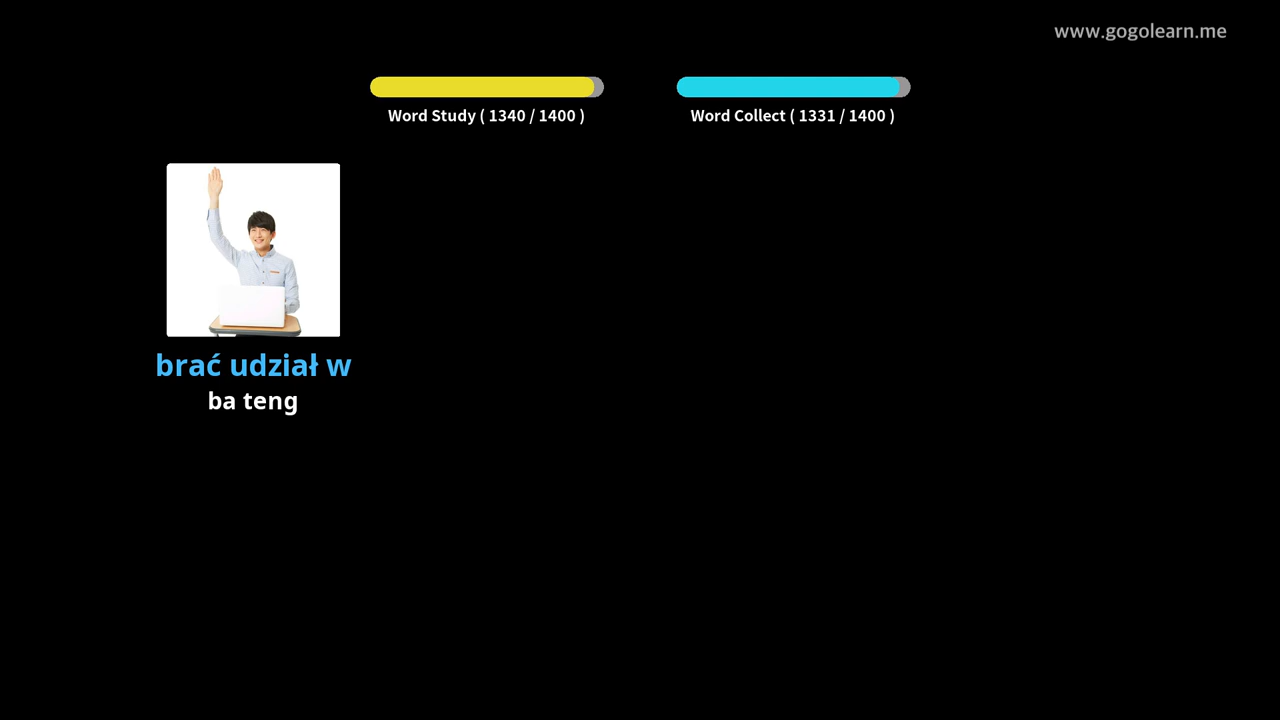 www.gogolearn.me
Word Study ( 1340 / 1400 )
Word Collect ( 1331 / 1400 )
brać udział w
ba teng